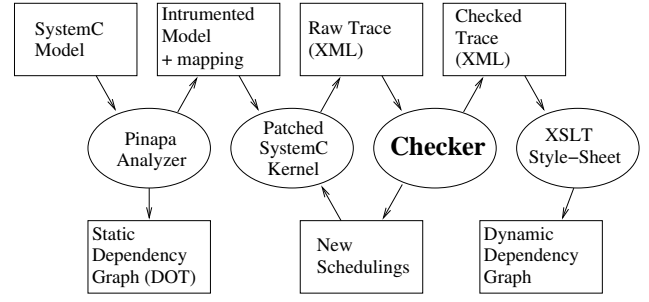 SystemC
Model
Intrumented
Model
+ mapping
Raw Trace
(XML)
Checked
Trace
(XML)
Pinapa
Analyzer
Patched
SystemC
Kernel
Checker
XSLT
Style-Sheet
Static
Dependency
Graph (DOT)
New
Schedulings
Dynamic
Dependency
Graph